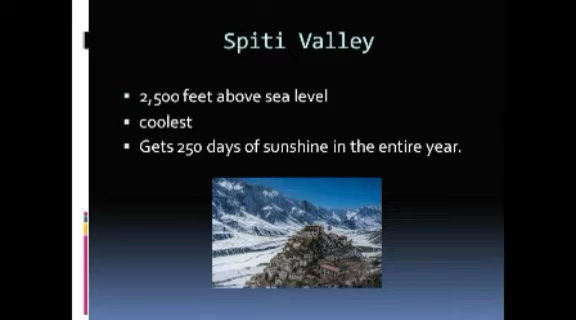 Spiti Valley
2,500 feet above sea level
coolest
Gets 250 days of sunshine in the entire year.